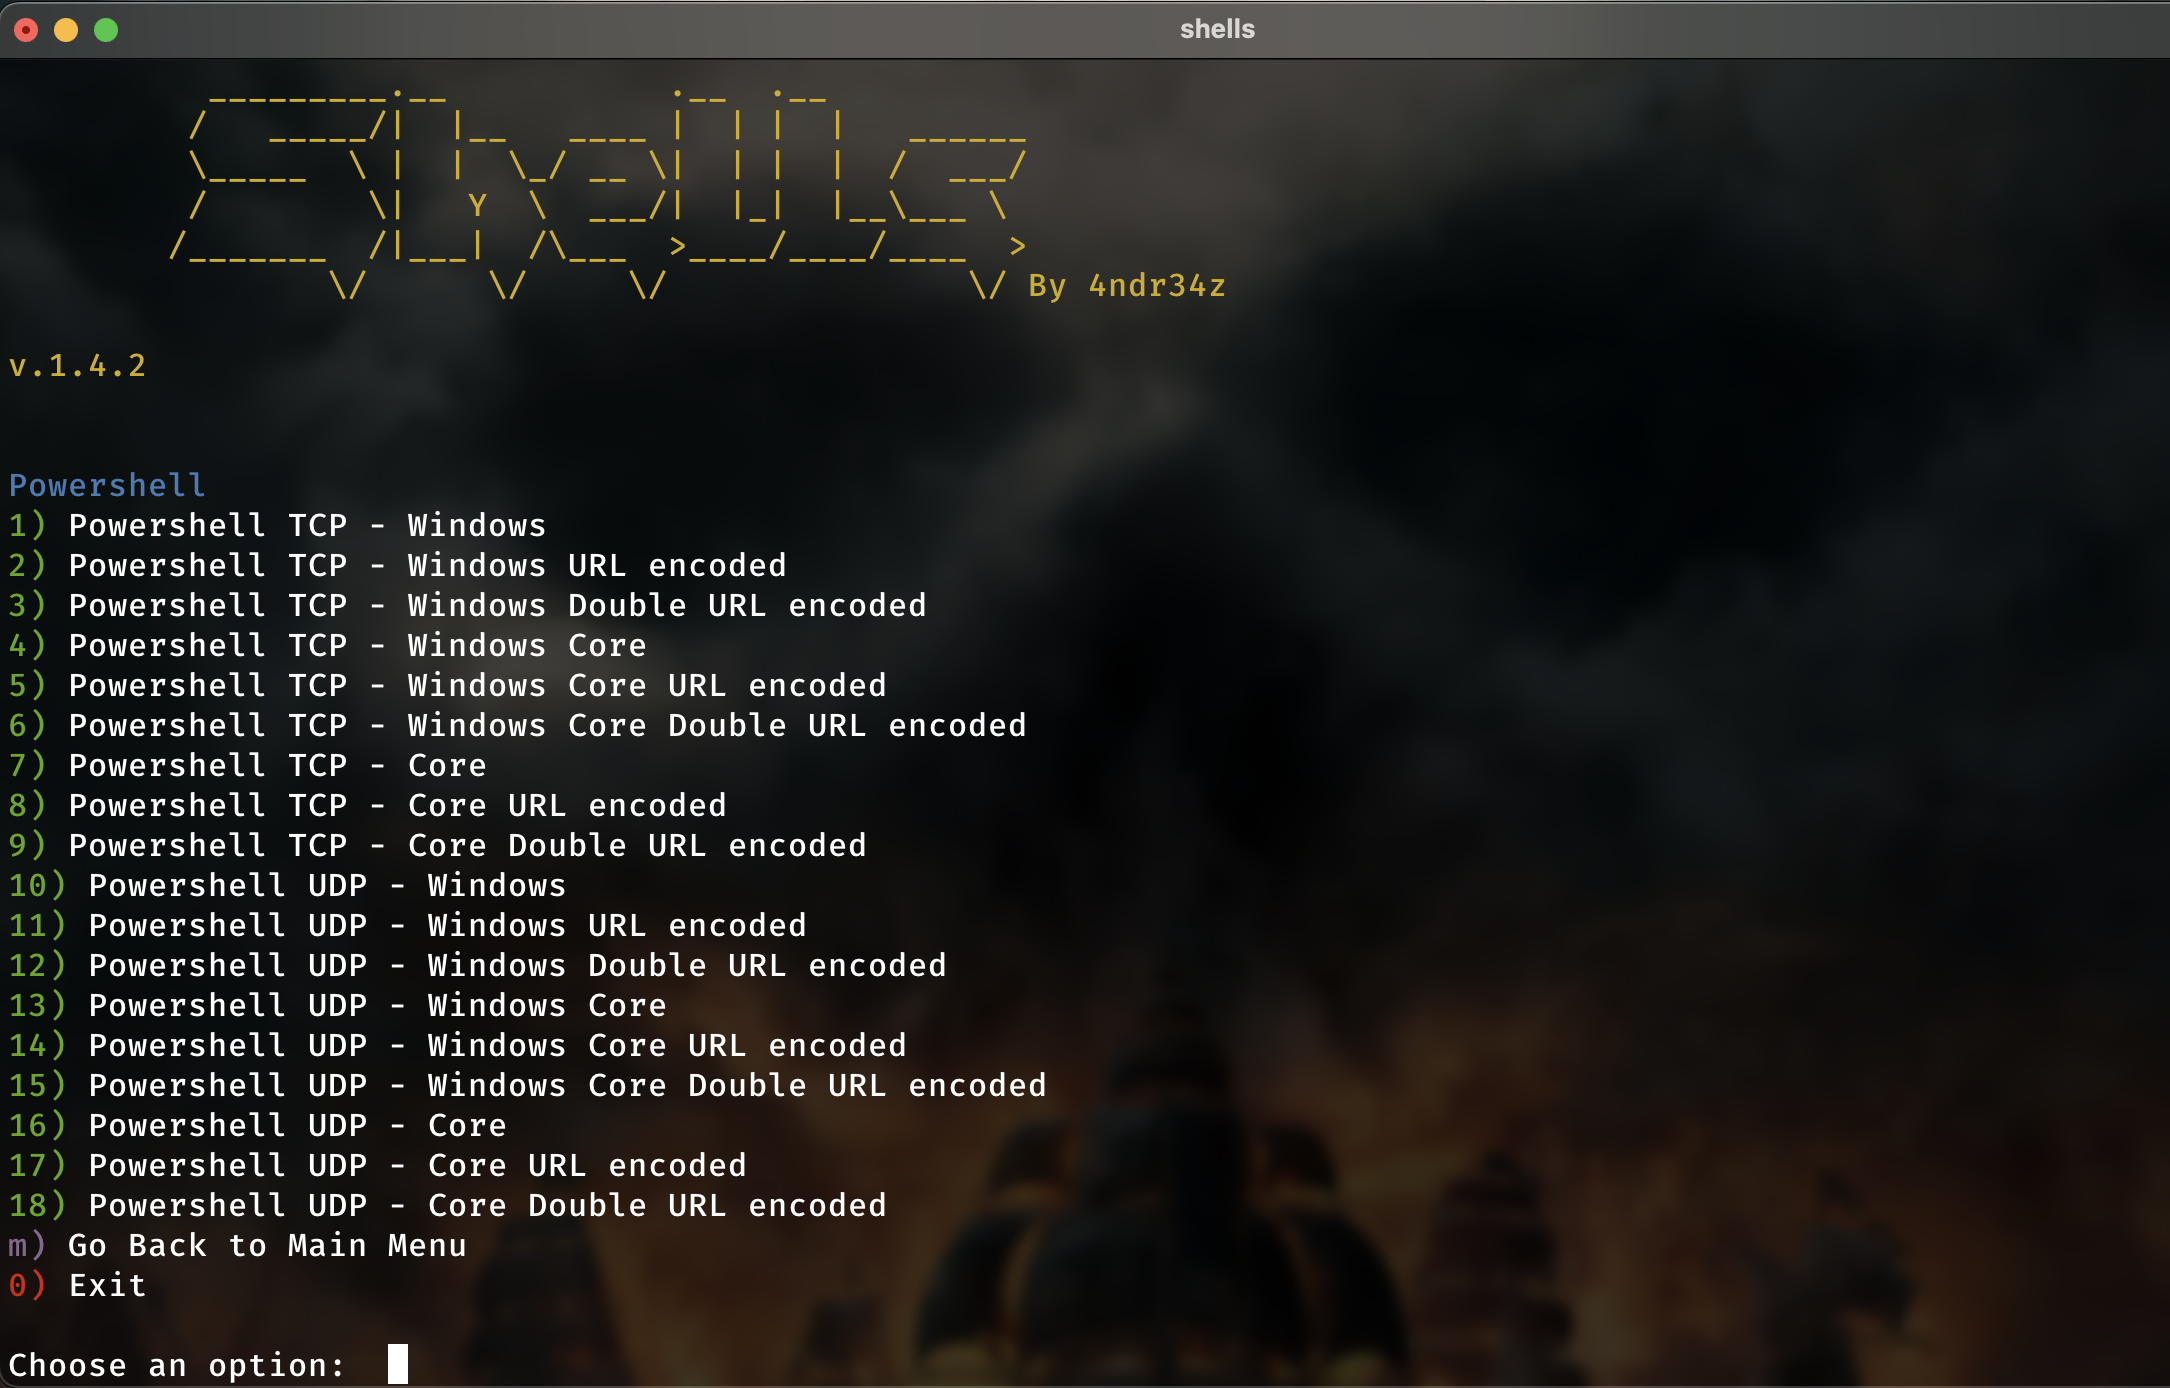 shells
By 4ndr34z
v.1.4.2
Powershell
1) Powershell TCP - Windows
2) Powershell TCP - Windows URL encoded
3) Powershell TCP - Windows Double URL encoded
4) Powershell TCP - Windows Core
5) Powershell TCP - Windows Core URL encoded
6) Powershell TCP - Windows Core Double URL encoded
7) Powershell TCP - Core
8) Powershell TCP - Core URL encoded
9) Powershell TCP - Core Double URL encoded
10) Powershell UDP - Windows
11) Powershell UDP - Windows URL encoded
12) Powershell UDP - Windows Double URL encoded
13) Powershell UDP - Windows Core
14) Powershell UDP - Windows Core URL encoded
15) Powershell UDP - Windows Core Double URL encoded
16) Powershell UDP - Core
17) Powershell UDP - Core URL encoded
18) Powershell UDP - Core Double URL encoded
m) Go Back to Main Menu
0) Exit
Choose an option: